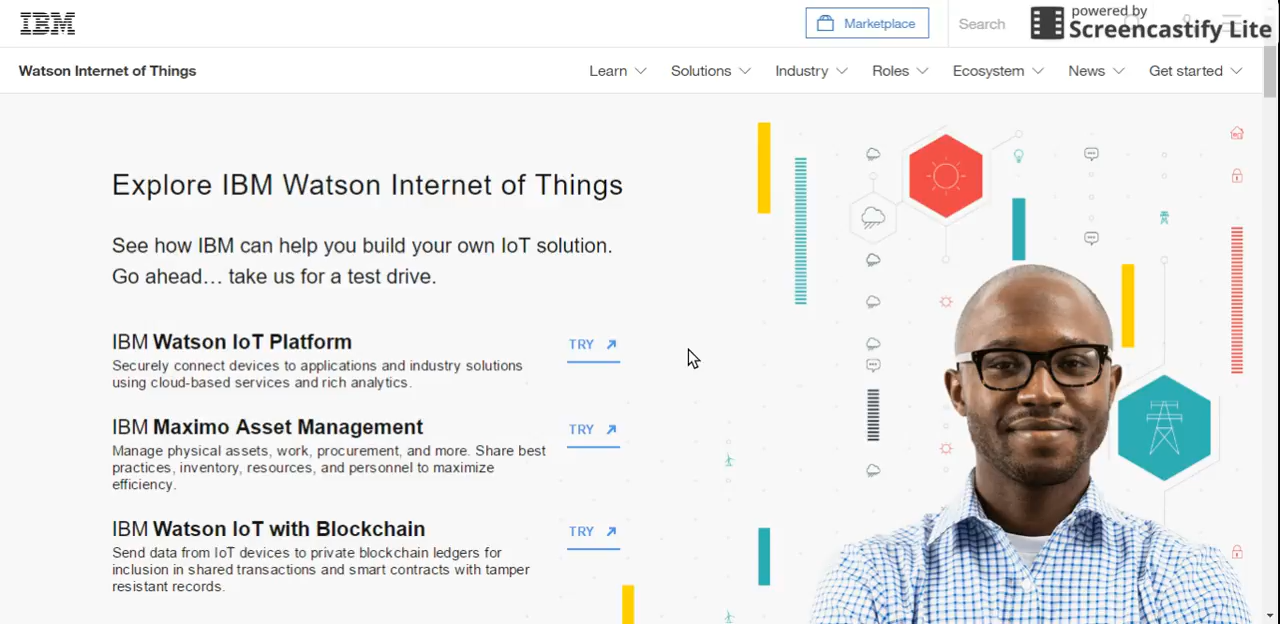 IBM
Marketplace
Search
powered by
Screencastify Lite
Watson Internet of Things
Learn
Solutions
Industry
Roles
Ecosystem
News
Get started
Explore IBM Watson Internet of Things
See how IBM can help you build your own IoT solution.
Go ahead… take us for a test drive.
IBM Watson IoT Platform
TRY
Securely connect devices to applications and industry solutions
using cloud-based services and rich analytics.
IBM Maximo Asset Management
TRY
Manage physical assets, work, procurement, and more. Share best
practices, inventory, resources, and personnel to maximize
efficiency.
IBM Watson IoT with Blockchain
TRY
Send data from IoT devices to private blockchain ledgers for
inclusion in shared transactions and smart contracts with tamper
resistant records.